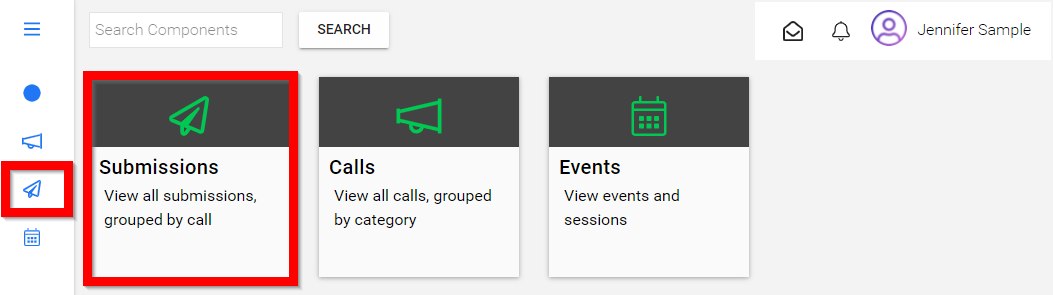 Search Components
SEARCH
Jennifer Sample
Submissions
View all submissions,
grouped by call
Calls
View all calls, grouped
by category
Events
View events and
sessions